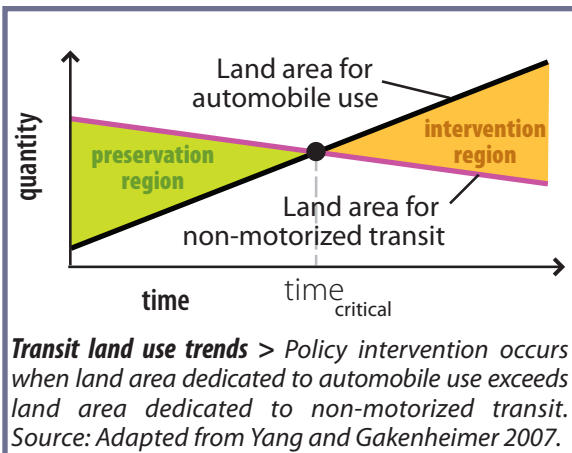 Land area for
automobile use
intervention
region
preservation
region
quantity
Land area for
non-motorized transit
time
time critical
Transit land use trends > Policy intervention occurs
when land area dedicated to automobile use exceeds
land area dedicated to non-motorized transit.
Source: Adapted from Yang and Gakenheimer 2007.